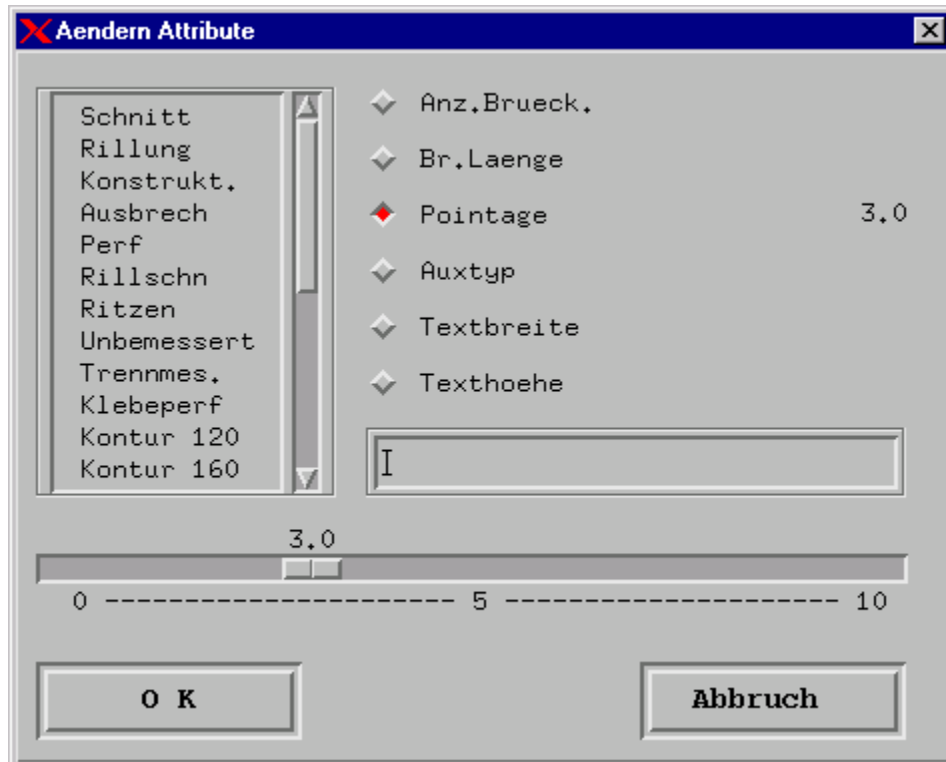 Aendern Attribute
Schnitt
Rillung
Konstrukt.
Ausbrech
Perf
Rillschn
Ritzen
Unbemessert
Trennmes.
Klebeperf
Kontur 120
Kontur 160
Anz.Brueck.
Br.Laenge
Pointage 3.0
Auxtyp
Textbreite
Texthoehe
3.0
0 ---------------------- 5 --------------------- 10
O K
Abbruch